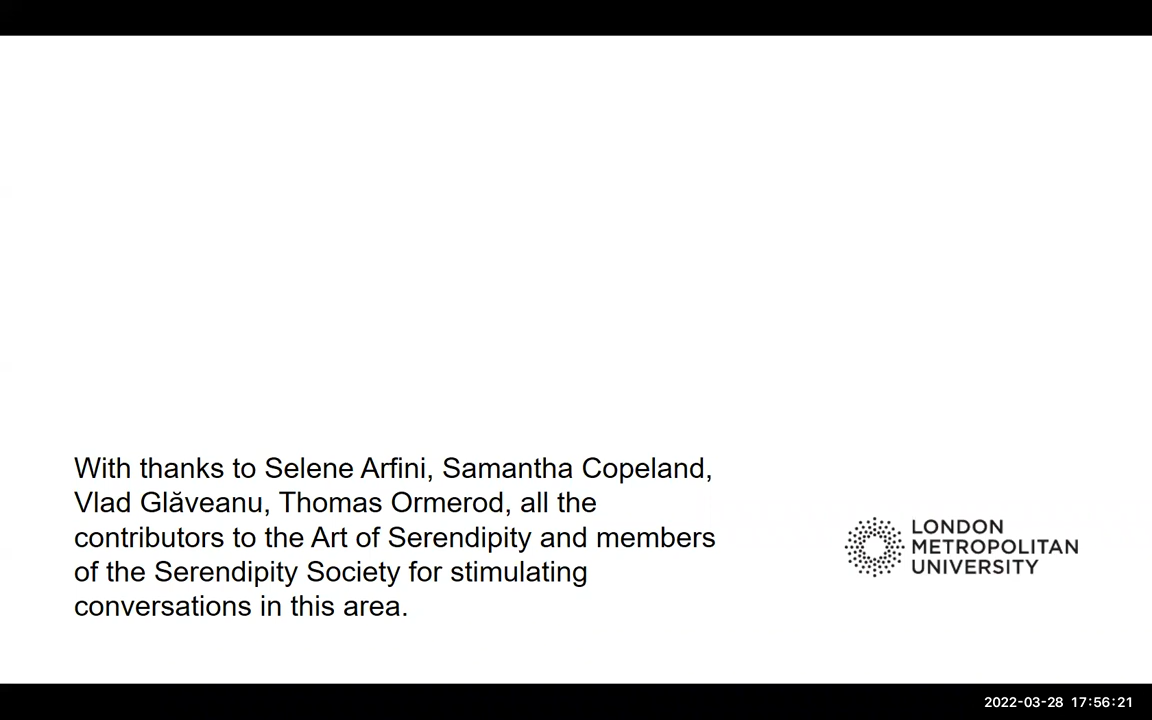 With thanks to Selene Arfini, Samantha Copeland,
Vlad Glăveanu, Thomas Ormerod, all the
contributors to the Art of Serendipity and members
of the Serendipity Society for stimulating
conversations in this area.
LONDON
METROPOLITAN
UNIVERSITY
2022-03-28 17:56:21